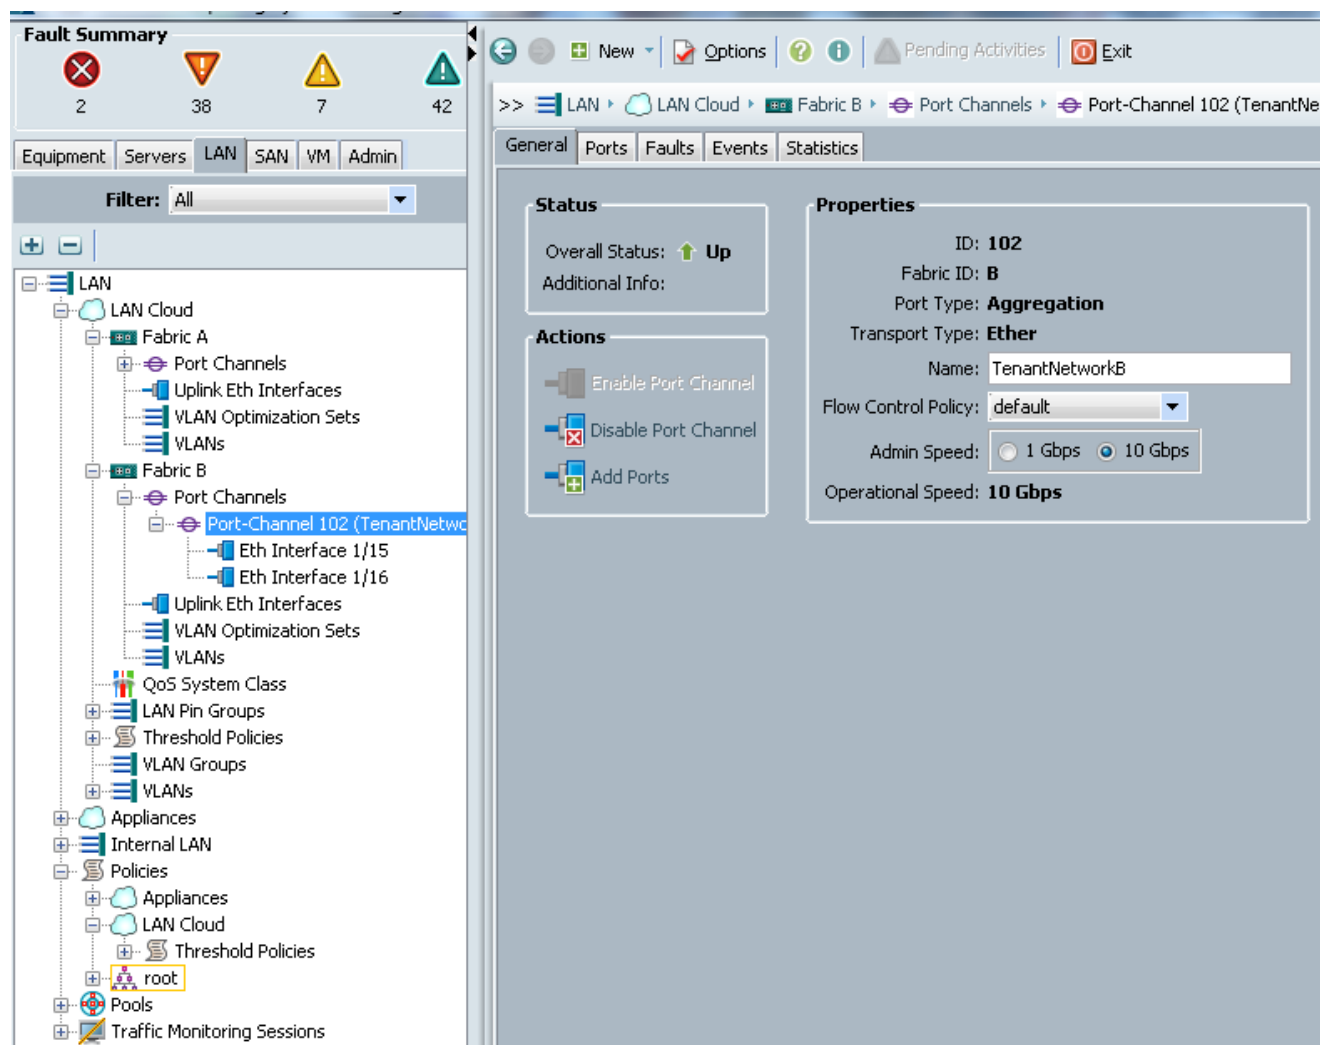 Fault Summary
2 38 7 42
Equipment Servers LAN SAN VM Admin
Filter: All
LAN
LAN Cloud
Fabric A
Port Channels
Uplink Eth Interfaces
VLAN Optimization Sets
VLANs
Fabric B
Port Channels
Port-Channel 102 (TenantNetwo
Eth Interface 1/15
Eth Interface 1/16
Uplink Eth Interfaces
VLAN Optimization Sets
VLANs
QoS System Class
LAN Pin Groups
Threshold Policies
VLAN Groups
VLANs
Appliances
Internal LAN
Policies
Appliances
LAN Cloud
Threshold Policies
root
Pools
Traffic Monitoring Sessions
New Options Pending Activities Exit
>> LAN LAN Cloud Fabric B Port Channels Port-Channel 102 (TenantNe
General Ports Faults Events Statistics
Status
Overall Status: Up
Additional Info:
Actions
Enable Port Channel
Disable Port Channel
Add Ports
Properties
ID: 102
Fabric ID: B
Port Type: Aggregation
Transport Type: Ether
Name: TenantNetworkB
Flow Control Policy: default
Admin Speed: 1 Gbps 10 Gbps
Operational Speed: 10 Gbps